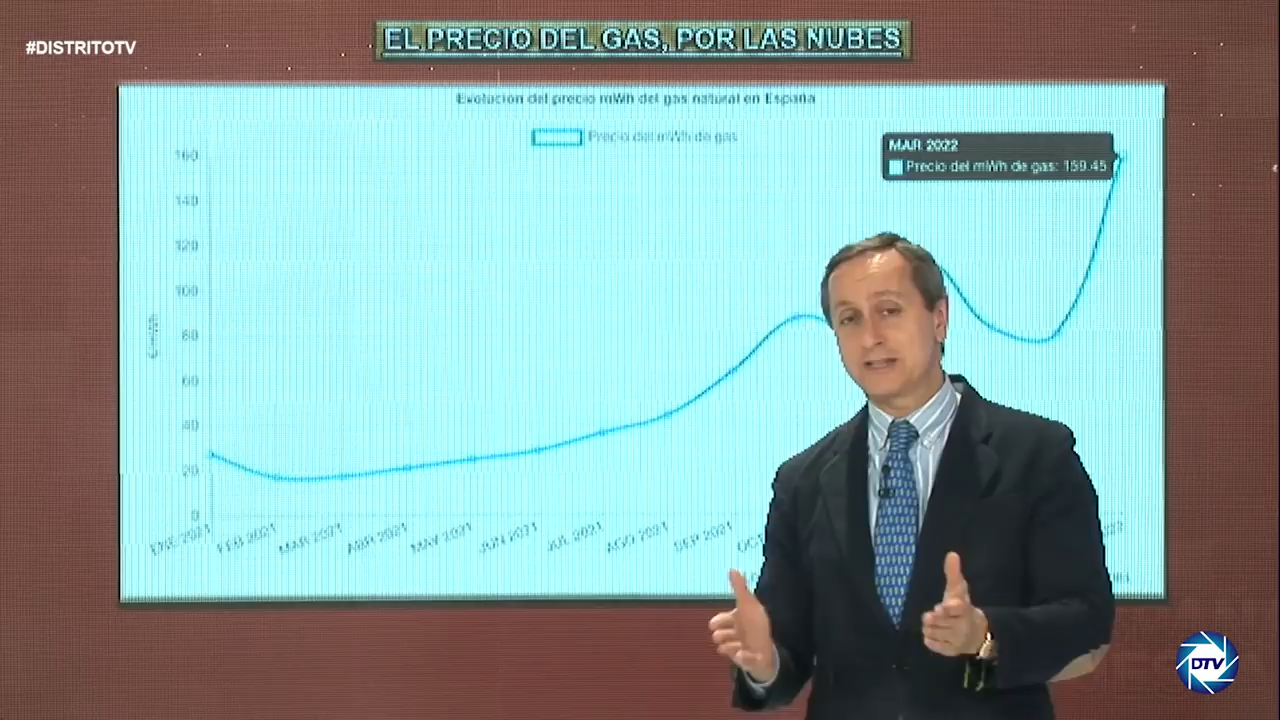 #DISTRITOTV
EL PRECIO DEL GAS, POR LAS NUBES
Evolución del precio mWh del gas natural en España
Precio del mWh de gas
MAR 2022
Precio del mWh de gas: 159.45
160
140
120
100
80
60
40
20
0
ENE 2021
FEB 2021
MAR 2021
ABR 2021
MAY 2021
JUN 2021
JUL 2021
AGO 2021
SEP 2021
OCT
DTV